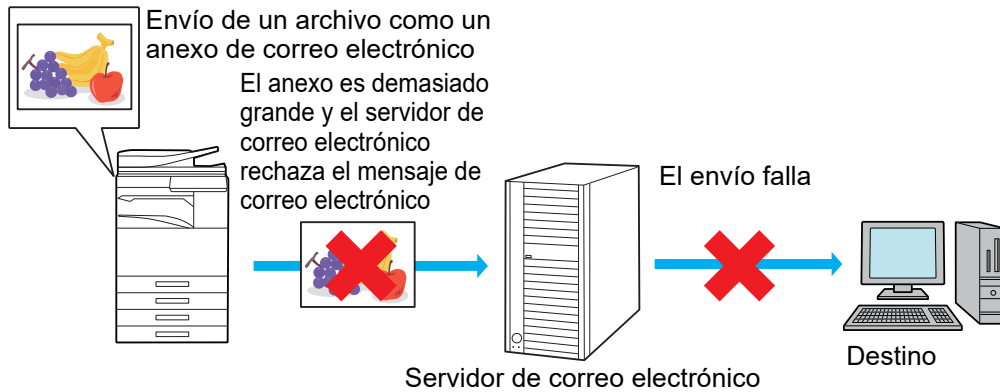 Envío de un archivo como un
anexo de correo electrónico
El anexo es demasiado
grande y el servidor de
correo electrónico
rechaza el mensaje de
correo electrónico
El envío falla
Destino
Servidor de correo electrónico